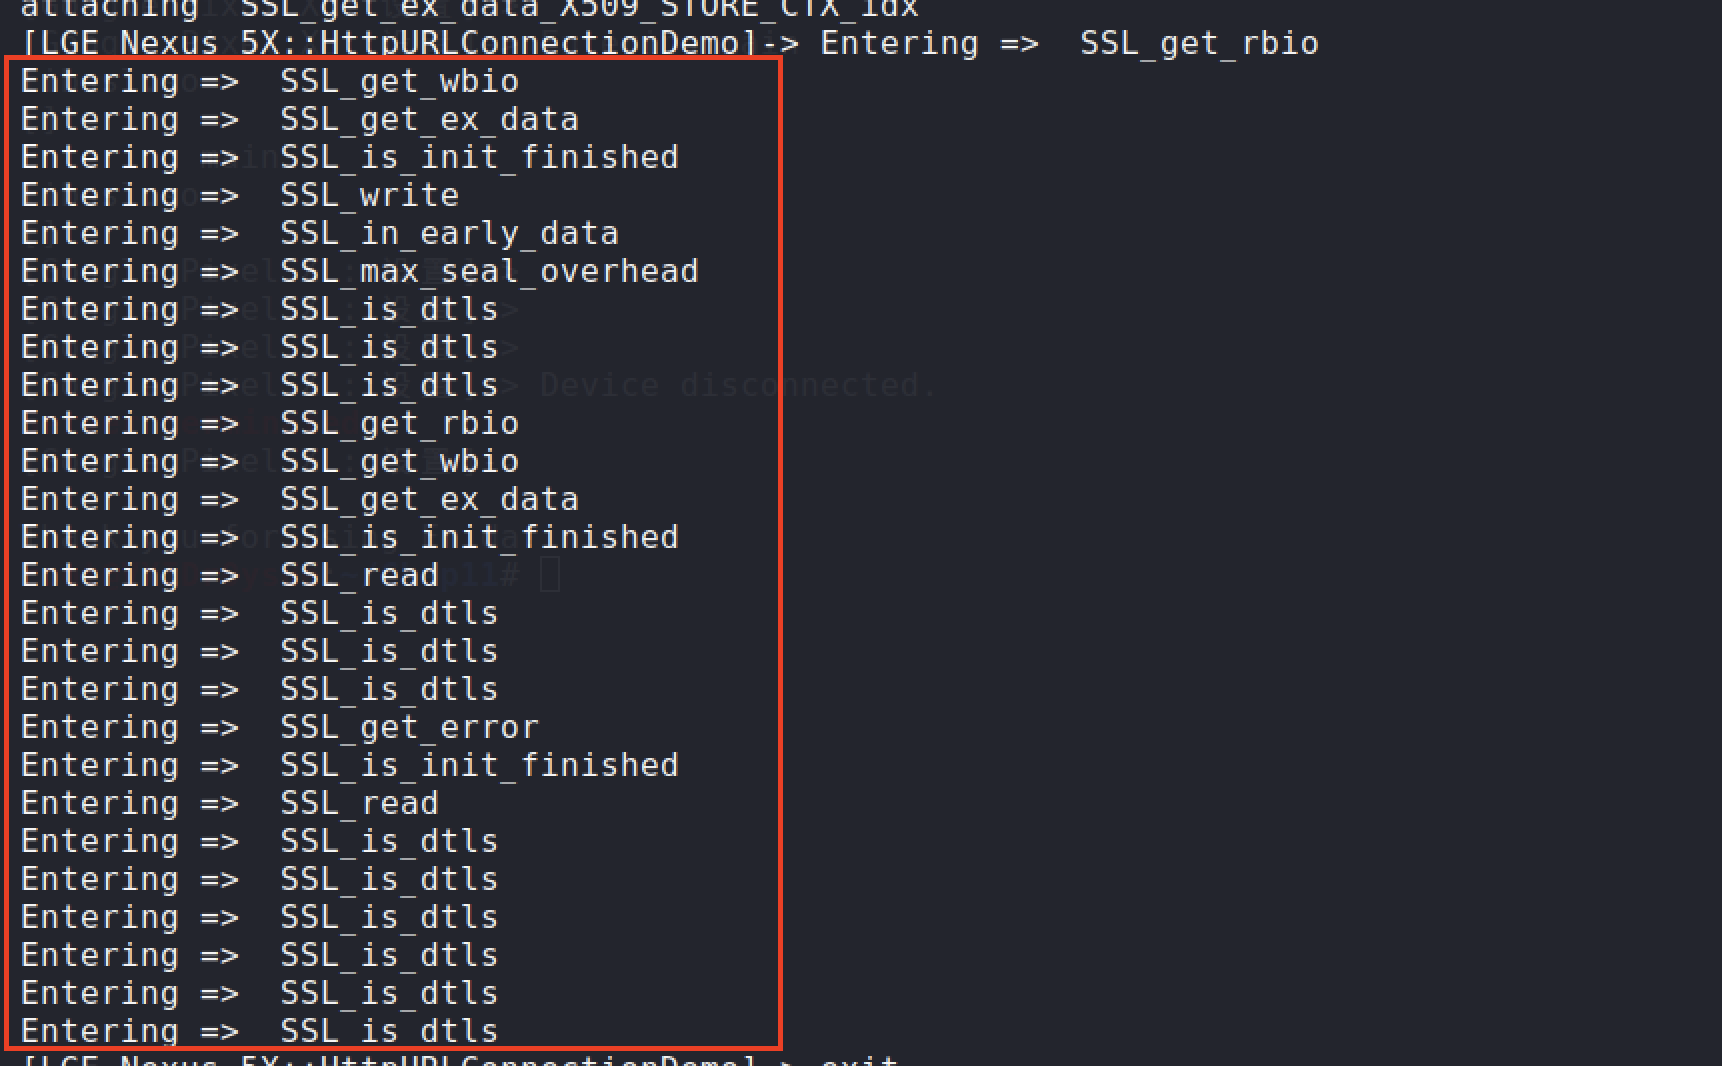 attaching  SSL_get_ex_data_X509_STORE_CTX_idx
[LGE Nexus 5X::HttpURLConnectionDemo]-> Entering =>  SSL_get_rbio
Entering =>  SSL_get_wbio
Entering =>  SSL_get_ex_data
Entering =>  SSL_is_init_finished
Entering =>  SSL_write
Entering =>  SSL_in_early_data
Entering =>  SSL_max_seal_overhead
Entering =>  SSL_is_dtls
Entering =>  SSL_is_dtls
Entering =>  SSL_is_dtls
Device disconnected.
Entering =>  SSL_get_rbio
Entering =>  SSL_get_wbio
Entering =>  SSL_get_ex_data
Entering =>  SSL_is_init_finished
Entering =>  SSL_read
Entering =>  SSL_is_dtls
Entering =>  SSL_is_dtls
Entering =>  SSL_is_dtls
Entering =>  SSL_get_error
Entering =>  SSL_is_init_finished
Entering =>  SSL_read
Entering =>  SSL_is_dtls
Entering =>  SSL_is_dtls
Entering =>  SSL_is_dtls
Entering =>  SSL_is_dtls
Entering =>  SSL_is_dtls
Entering =>  SSL_is_dtls
[LGE Nexus 5X::HttpURLConnectionDemo]-> exit